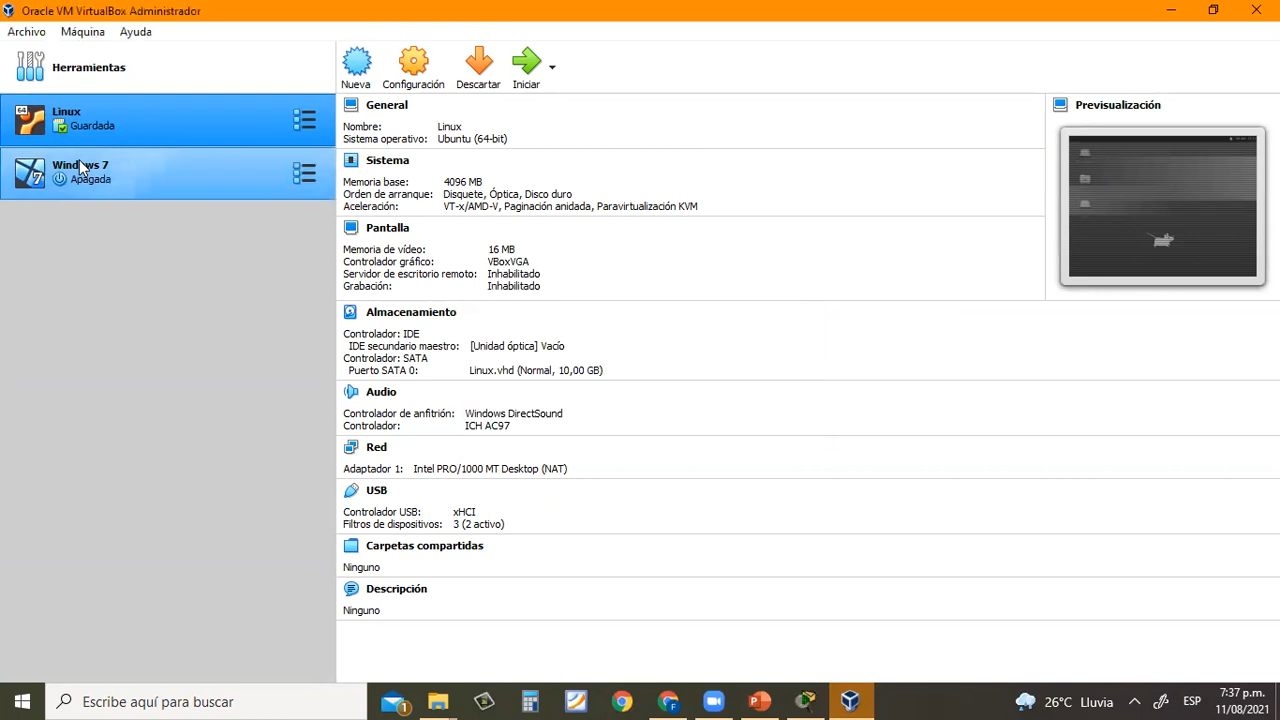 Oracle VM VirtualBox Administrador
Archivo Máquina Ayuda
Herramientas
Nueva Configuración Descartar Iniciar
64
Linux
Guardada
7
Windows 7
Apagada
General
Nombre: Linux
Sistema operativo: Ubuntu (64-bit)
Sistema
Memoria base: 4096 MB
Orden de arranque: Disquete, Óptica, Disco duro
Aceleración: VT-x/AMD-V, Paginación anidada, Paravirtualización KVM
Pantalla
Memoria de vídeo: 16 MB
Controlador gráfico: VBoxVGA
Servidor de escritorio remoto: Inhabilitado
Grabación: Inhabilitado
Almacenamiento
Controlador: IDE
IDE secundario maestro: [Unidad óptica] Vacío
Controlador: SATA
Puerto SATA 0: Linux.vhd (Normal, 10,00 GB)
Audio
Controlador de anfitrión: Windows DirectSound
Controlador: ICH AC97
Red
Adaptador 1: Intel PRO/1000 MT Desktop (NAT)
USB
Controlador USB: xHCI
Filtros de dispositivos: 3 (2 activo)
Carpetas compartidas
Ninguno
Descripción
Ninguno
Previsualización
Escribe aquí para buscar
1
F
26°C Lluvia
ESP
7:37 p.m.
11/08/2021